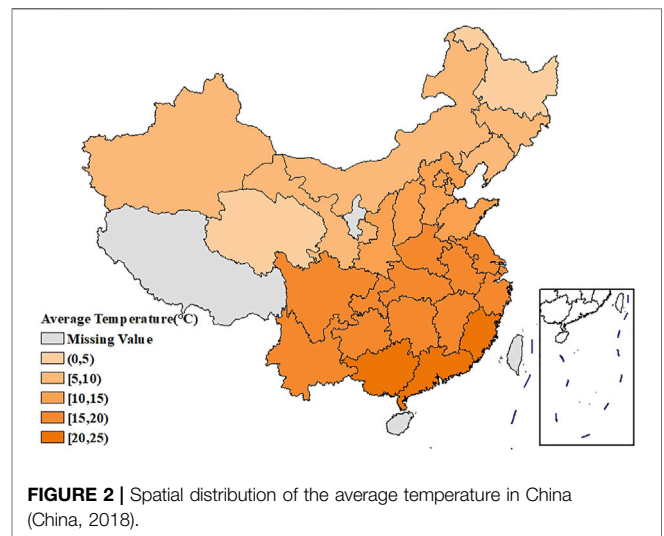 Average Temperature(°C)
Missing Value
(0,5)
[5,10)
[10,15)
[15,20)
[20,25)
FIGURE 2 | Spatial distribution of the average temperature in China
(China, 2018).